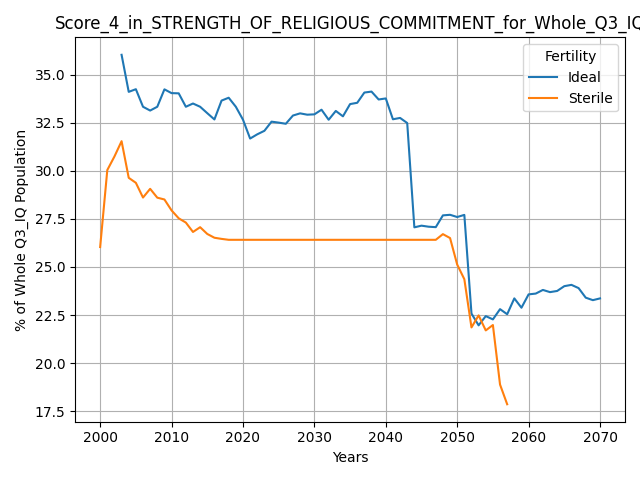 Score_4_in_STRENGTH_OF_RELIGIOUS_COMMITMENT_for_Whole_Q3_IQ
Fertility
Ideal
Sterile
% of Whole Q3_IQ Population
35.0
32.5
30.0
27.5
25.0
22.5
20.0
17.5
2000 2010 2020 2030 2040 2050 2060 2070
Years